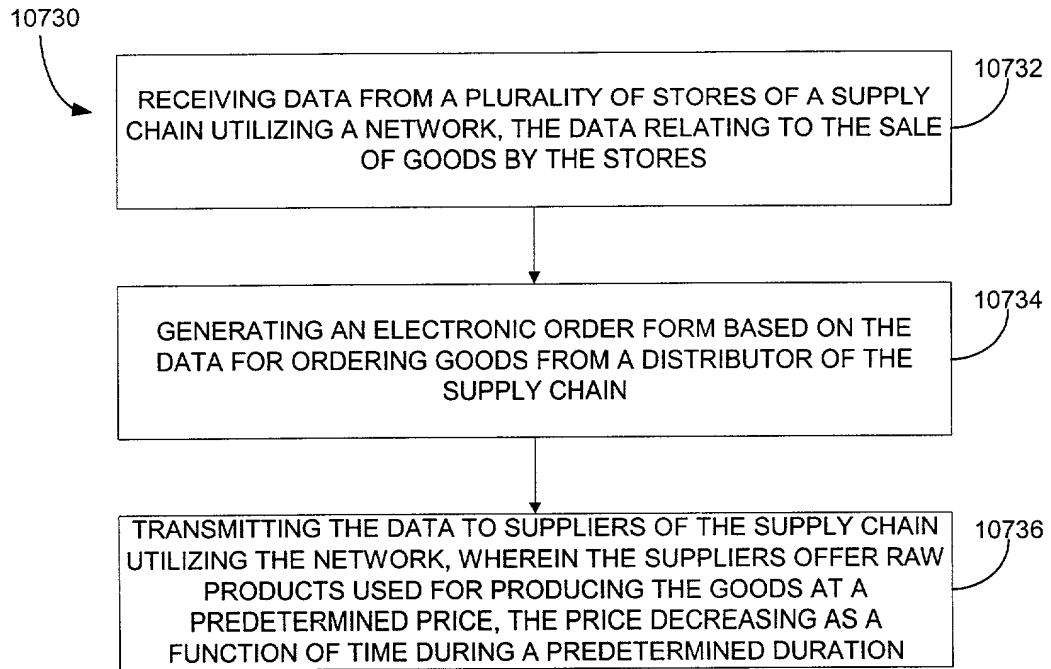 10730
10732
RECEIVING DATA FROM A PLURALITY OF STORES OF A SUPPLY
CHAIN UTILIZING A NETWORK, THE DATA RELATING TO THE SALE
OF GOODS BY THE STORES
10734
GENERATING AN ELECTRONIC ORDER FORM BASED ON THE
DATA FOR ORDERING GOODS FROM A DISTRIBUTOR OF THE
SUPPLY CHAIN
10736
TRANSMITTING THE DATA TO SUPPLIERS OF THE SUPPLY CHAIN
UTILIZING THE NETWORK, WHEREIN THE SUPPLIERS OFFER RAW
PRODUCTS USED FOR PRODUCING THE GOODS AT A
PREDETERMINED PRICE, THE PRICE DECREASING AS A
FUNCTION OF TIME DURING A PREDETERMINED DURATION